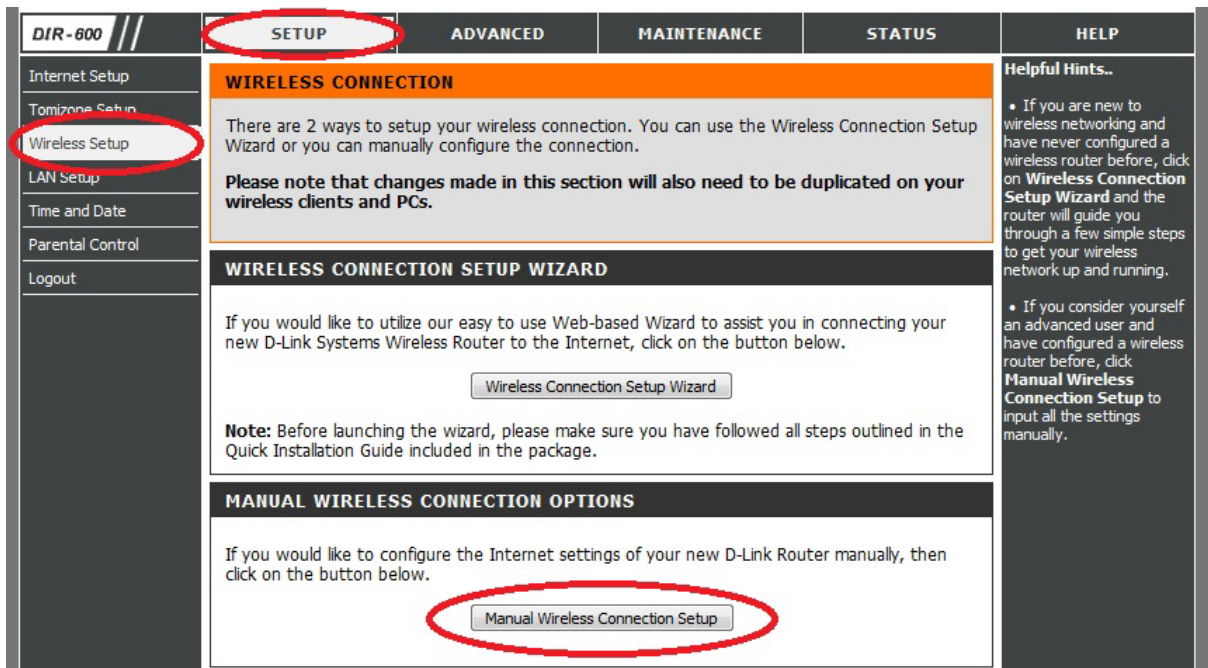 DIR-600
SETUP
ADVANCED
MAINTENANCE
STATUS
HELP
Internet Setup
Tomizone Setup
Wireless Setup
LAN Setup
Time and Date
Parental Control
Logout
WIRELESS CONNECTION
There are 2 ways to setup your wireless connection. You can use the Wireless Connection Setup
Wizard or you can manually configure the connection.
Please note that changes made in this section will also need to be duplicated on your
wireless clients and PCs.
WIRELESS CONNECTION SETUP WIZARD
If you would like to utilize our easy to use Web-based Wizard to assist you in connecting your
new D-Link Systems Wireless Router to the Internet, click on the button below.
Wireless Connection Setup Wizard
Note: Before launching the wizard, please make sure you have followed all steps outlined in the
Quick Installation Guide included in the package.
MANUAL WIRELESS CONNECTION OPTIONS
If you would like to configure the Internet settings of your new D-Link Router manually, then
click on the button below.
Manual Wireless Connection Setup
Helpful Hints..
• If you are new to
wireless networking and
have never configured a
wireless router before, click
on Wireless Connection
Setup Wizard and the
router will guide you
through a few simple steps
to get your wireless
network up and running.
• If you consider yourself
an advanced user and
have configured a wireless
router before, click
Manual Wireless
Connection Setup to
input all the settings
manually.